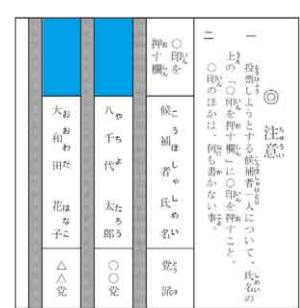 ◎ 注意
一 投票しようとする候補者一人について、氏名の
上の「○印を押す欄」に○印を押すこと。
二 ○印のほかは、何も書かない事。
○印を
押す欄
候補者氏名
党派
八千代 太郎
○○党
大和田 花子
△△党